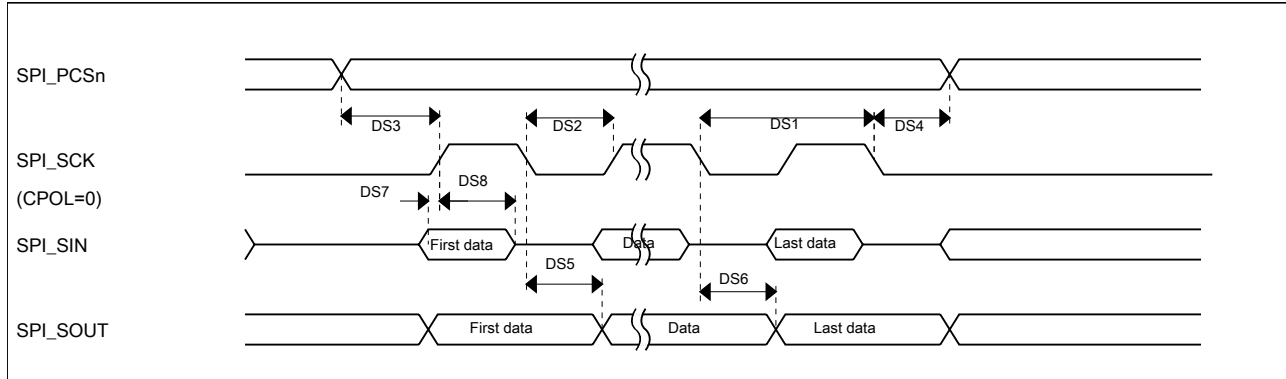 SPI_PCSn
DS3
DS2
DS1
DS4
SPI_SCK
(CPOL=0)
DS7
DS8
SPI_SIN
First data
Data
Last data
DS5
DS6
SPI_SOUT
First data
Data
Last data